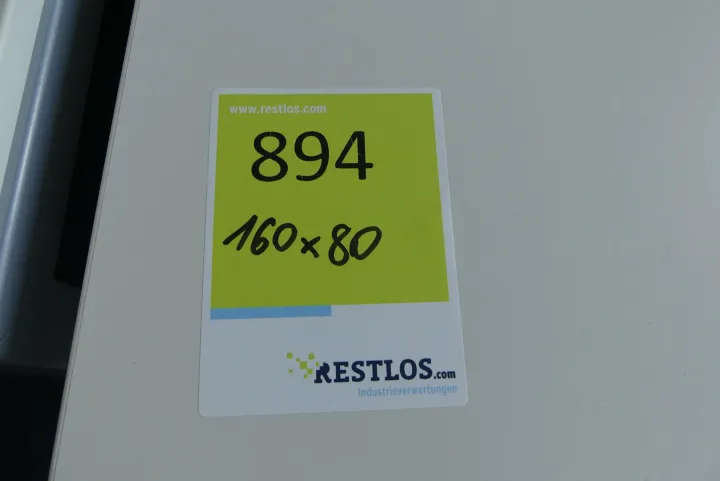 www.restlos.com
894
160x80
RESTLOS.com
Industrieverwertungen